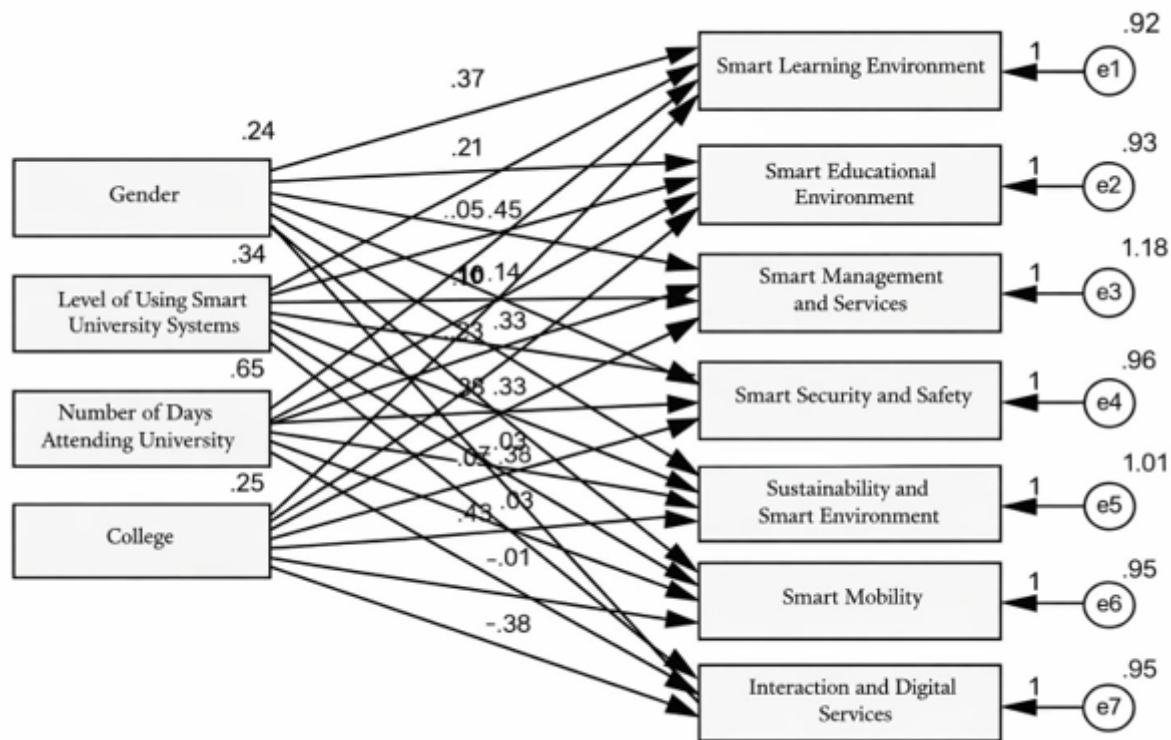 .92
.37
Smart Learning Environment
1
e1
.24
.93
.21
Gender
Smart Educational
Environment
1
e2
.05
.45
.34
1.18
Level of Using Smart
University Systems
.14
Smart Management
and Services
1
e3
.33
.65
.96
Number of Days
Attending University
.33
Smart Security and Safety
1
e4
.03
-.07
.38
.25
1.01
College
.43
.03
Sustainability and
Smart Environment
1
e5
-.01
.95
Smart Mobility
1
e6
-.38
.95
Interaction and Digital
Services
1
e7